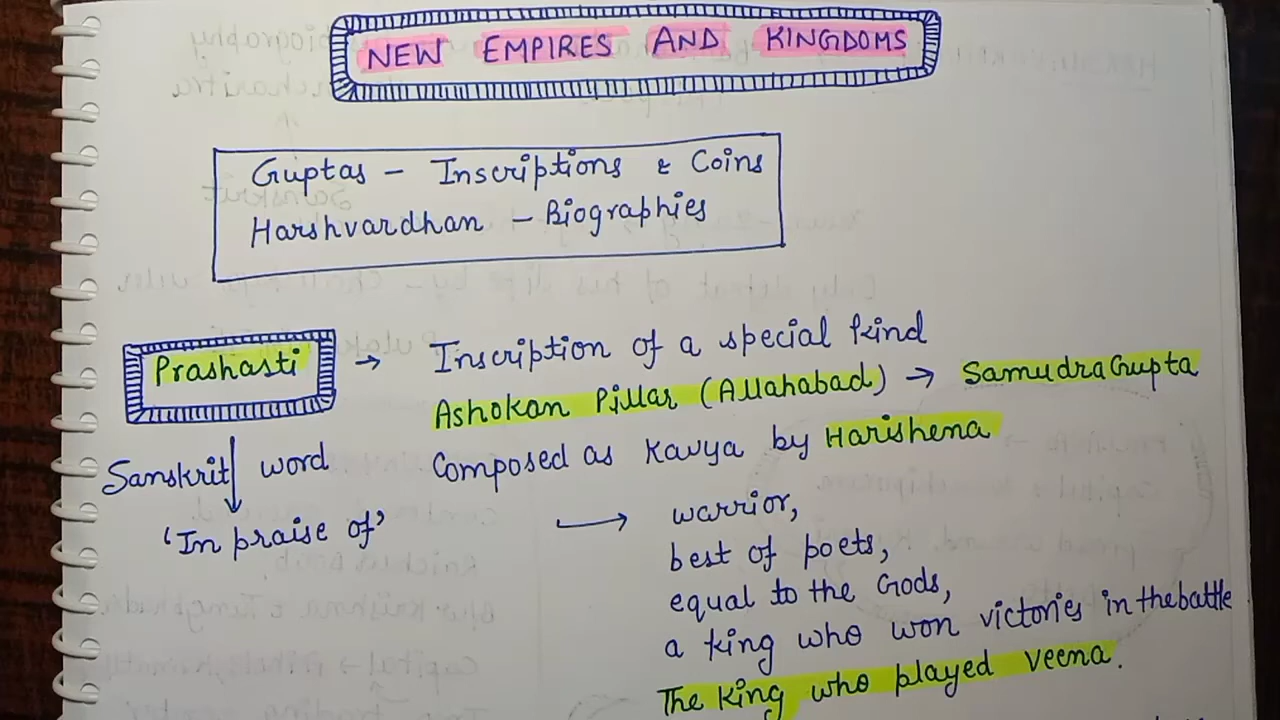 NEW EMPIRES AND KINGDOMS
Guptas – Inscriptions & Coins
Harshvardhan – Biographies
Prashasti → Inscription of a special kind
Ashokan Pillar (Allahabad) → SamudraGupta
Composed as Kavya by Harishena
Sanskrit word
'In praise of'
→ warrior,
best of poets,
equal to the Gods,
a king who won victories in the battle
The king who played Veena.